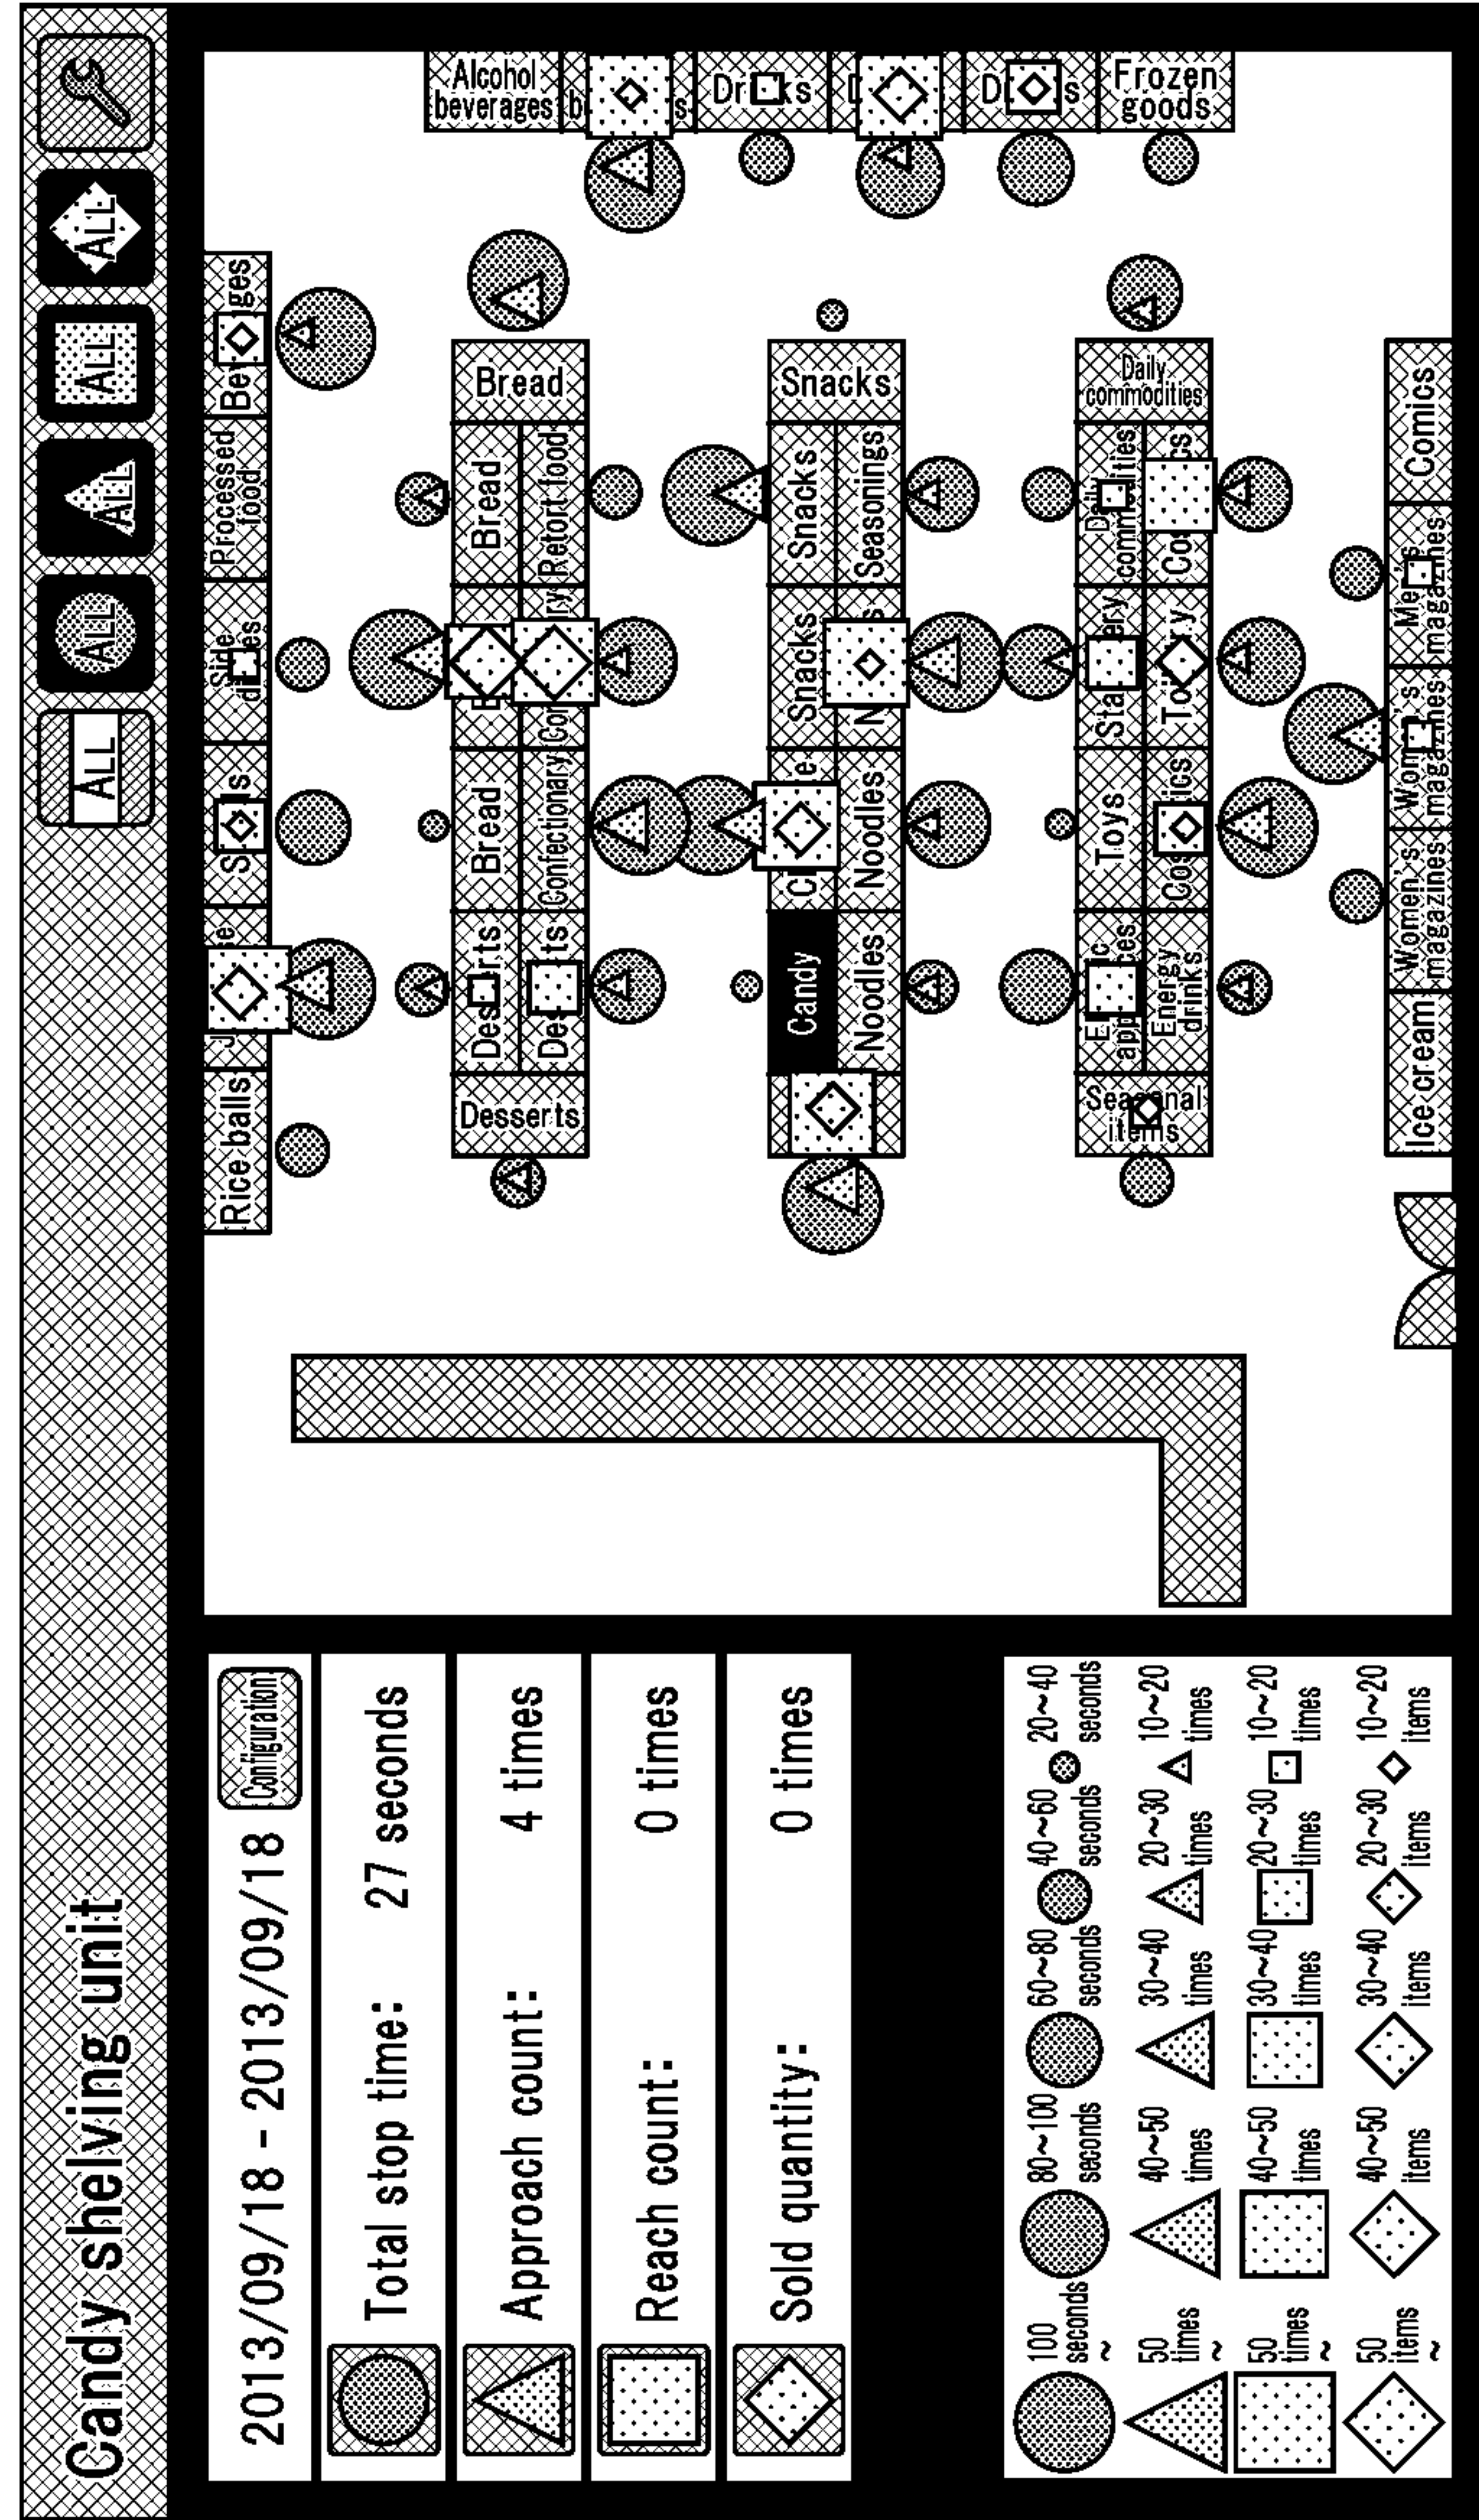 Candy shelving unit
ALL
ALL
ALL
ALL
ALL
2013/09/18 - 2013/09/18
Configuration
Total stop time: 27 seconds
Approach count: 4 times
Reach count: 0 times
Sold quantity: 0 times
100 seconds ~
80~100 seconds
60~80 seconds
40~60 seconds
20~40 seconds
50 times ~
40~50 times
30~40 times
20~30 times
10~20 times
50 times ~
40~50 times
30~40 times
20~30 times
10~20 times
50 items ~
40~50 items
30~40 items
20~30 items
10~20 items
Rice balls
Side
Processed
food
Alcohol
beverages
Frozen
goods
Desserts
Bread
Bread
Bread
Confectionary
Retort food
Candy
Snacks
Snacks
Snacks
Noodles
Noodles
Seasonings
items
Toys
Daily
commodities
Energy
drinks
Ice cream
Women's
magazines
magazines
magazines
Comics